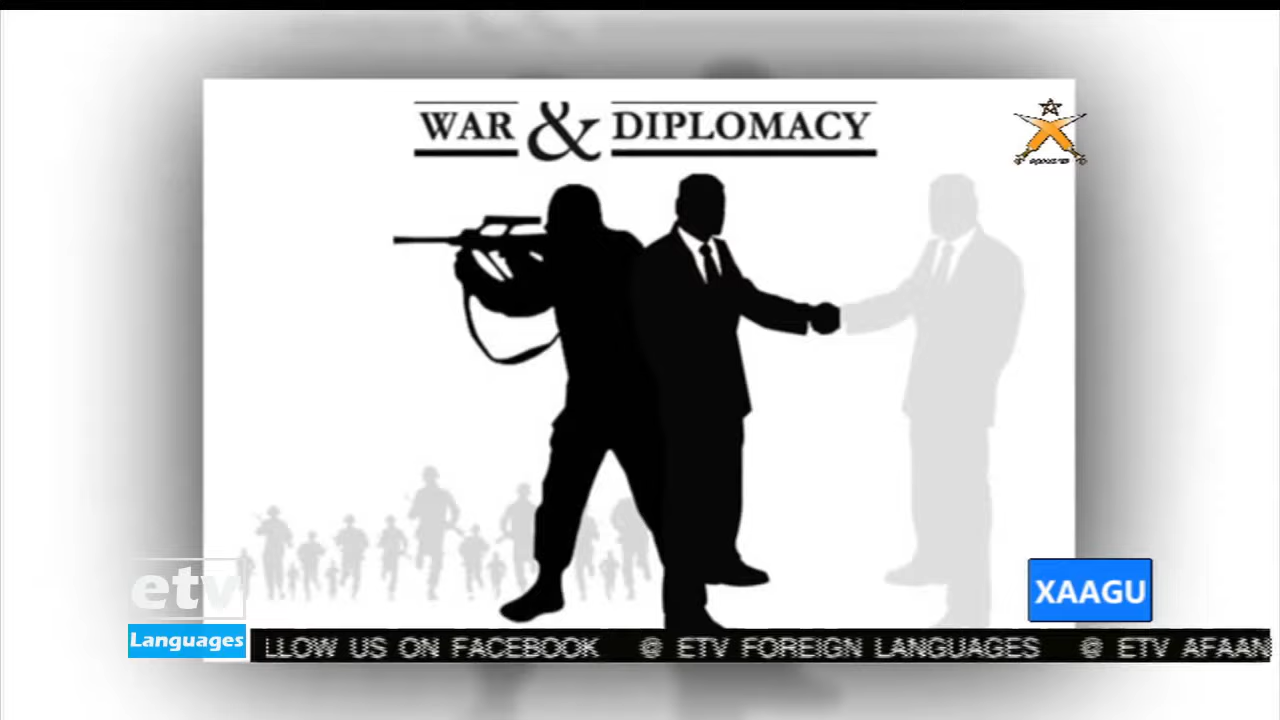 WAR & DIPLOMACY
etv
Languages
XAAGU
LLOW US ON FACEBOOK @ ETV FOREIGN LANGUAGES @ ETV AFAAN